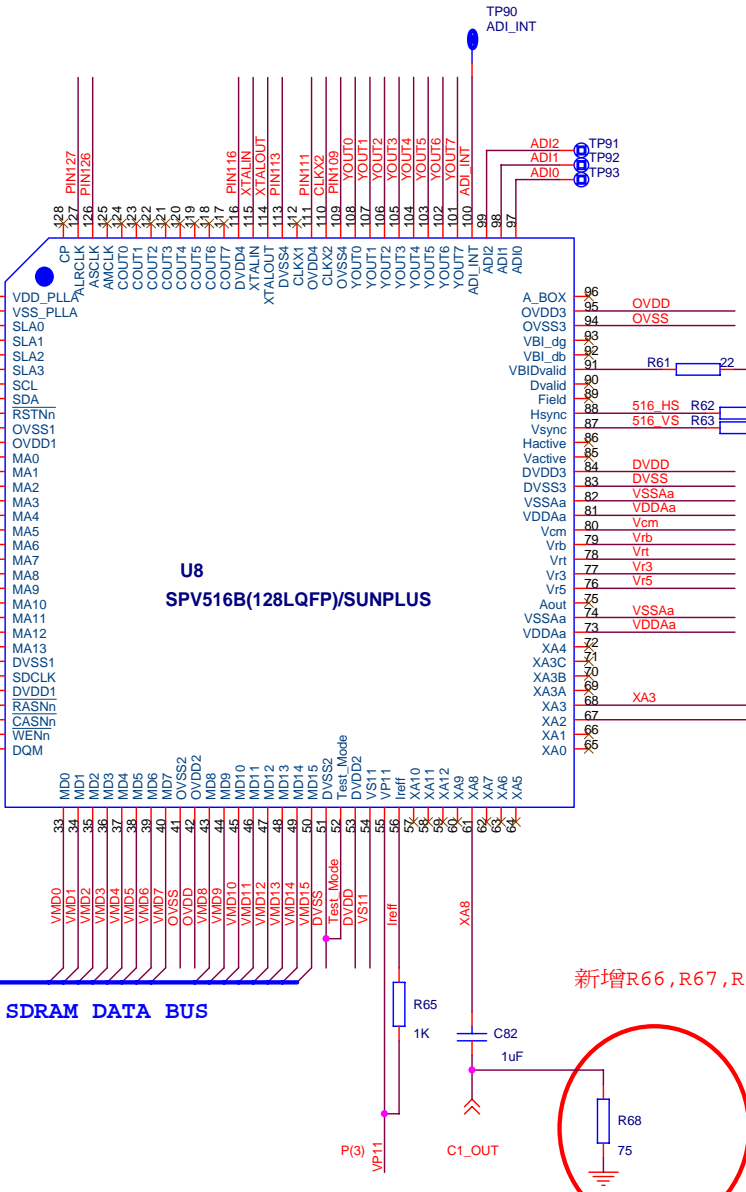 TP90
ADI_INT
PIN127
PIN126
PIN116
XTALIN
XTALOUT
PIN113
PIN111
CLKX2
PIN109
YOUT0
YOUT1
YOUT2
YOUT3
YOUT4
YOUT5
YOUT6
YOUT7
ADI_INT
ADI2 TP91
ADI1 TP92
ADI0 TP93
128
127
126
125
124
123
122
121
120
119
118
117
116
115
114
113
112
111
110
109
108
107
106
105
104
103
102
101
100
99
98
97
CP
ALRCLK
ASCLK
AMCLK
COUT0
COUT1
COUT2
COUT3
COUT4
COUT5
COUT6
COUT7
DVDD4
XTALIN
XTALOUT
DVSS4
CLKX1
OVDD4
CLKX2
OVSS4
YOUT0
YOUT1
YOUT2
YOUT3
YOUT4
YOUT5
YOUT6
YOUT7
ADI_INT
ADI2
ADI1
ADI0
VDD_PLLA
VSS_PLLA
SLA0
SLA1
SLA2
SLA3
SCL
SDA
RSTNn
OVSS1
OVDD1
MA0
MA1
MA2
MA3
MA4
MA5
MA6
MA7
MA8
MA9
MA10
MA11
MA12
MA13
DVSS1
SDCLK
DVDD1
RASNn
CASNn
WENn
DQM
U8
SPV516B(128LQFP)/SUNPLUS
A_BOX 96
OVDD3 95 OVDD
OVSS3 94 OVSS
VBI_dg 93
VBI_db 92
VBIDvalid 91 R61 22
Dvalid 90
Field 89
Hsync 88 516_HS R62
Vsync 87 516_VS R63
Hactive 86
Vactive 85
DVDD3 84 DVDD
DVSS3 83 DVSS
VSSAa 82 VSSAa
VDDAa 81 VDDAa
Vcm 80 Vcm
Vrb 79 Vrb
Vrt 78 Vrt
Vr3 77 Vr3
Vr5 76 Vr5
Aout 75
VSSAa 74 VSSAa
VDDAa 73 VDDAa
XA4 72
XA3C 71
XA3B 70
XA3A 69
XA3 68 XA3
XA2 67
XA1 66
XA0 65
MD0
MD1
MD2
MD3
MD4
MD5
MD6
MD7
OVSS2
OVDD2
MD8
MD9
MD10
MD11
MD12
MD13
MD14
MD15
DVSS2
Test_Mode
DVDD2
VS11
VP11
Ireff
XA10
XA11
XA12
XA9
XA8
XA7
XA6
XA5
33
34
35
36
37
38
39
40
41
42
43
44
45
46
47
48
49
50
51
52
53
54
55
56
57
58
59
60
61
62
63
64
VMD0
VMD1
VMD2
VMD3
VMD4
VMD5
VMD6
VMD7
OVSS
OVDD
VMD8
VMD9
VMD10
VMD11
VMD12
VMD13
VMD14
VMD15
DVSS
Test_Mode
DVDD
VS11
Ireff
XA8
SDRAM DATA BUS
新增R66,R67,R
R65
1K
C82
1uF
R68
75
P(3)
VP11
C1_OUT